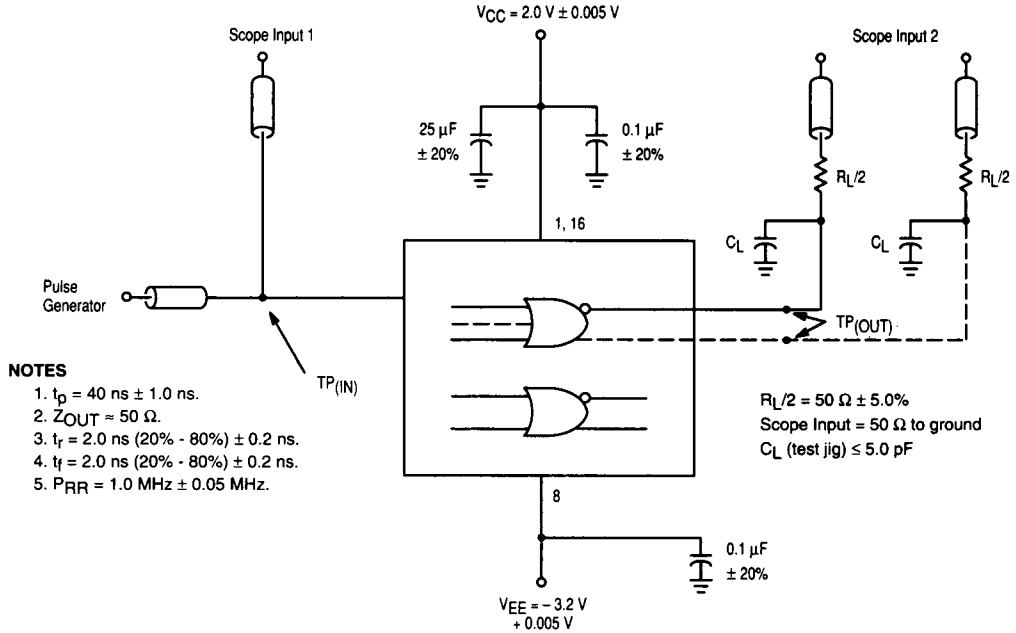 VCC = 2.0 V ± 0.005 V
Scope Input 1
Scope Input 2
25 µF
± 20%
0.1 µF
± 20%
RL/2
RL/2
CL
CL
1, 16
Pulse
Generator
TP(IN)
TP(OUT)
NOTES
1. tp = 40 ns ± 1.0 ns.
2. ZOUT ≈ 50 Ω.
3. tr = 2.0 ns (20% - 80%) ± 0.2 ns.
4. tf = 2.0 ns (20% - 80%) ± 0.2 ns.
5. PRR = 1.0 MHz ± 0.05 MHz.
RL/2 = 50 Ω ± 5.0%
Scope Input = 50 Ω to ground
CL (test jig) ≤ 5.0 pF
8
0.1 µF
± 20%
VEE = – 3.2 V
+ 0.005 V